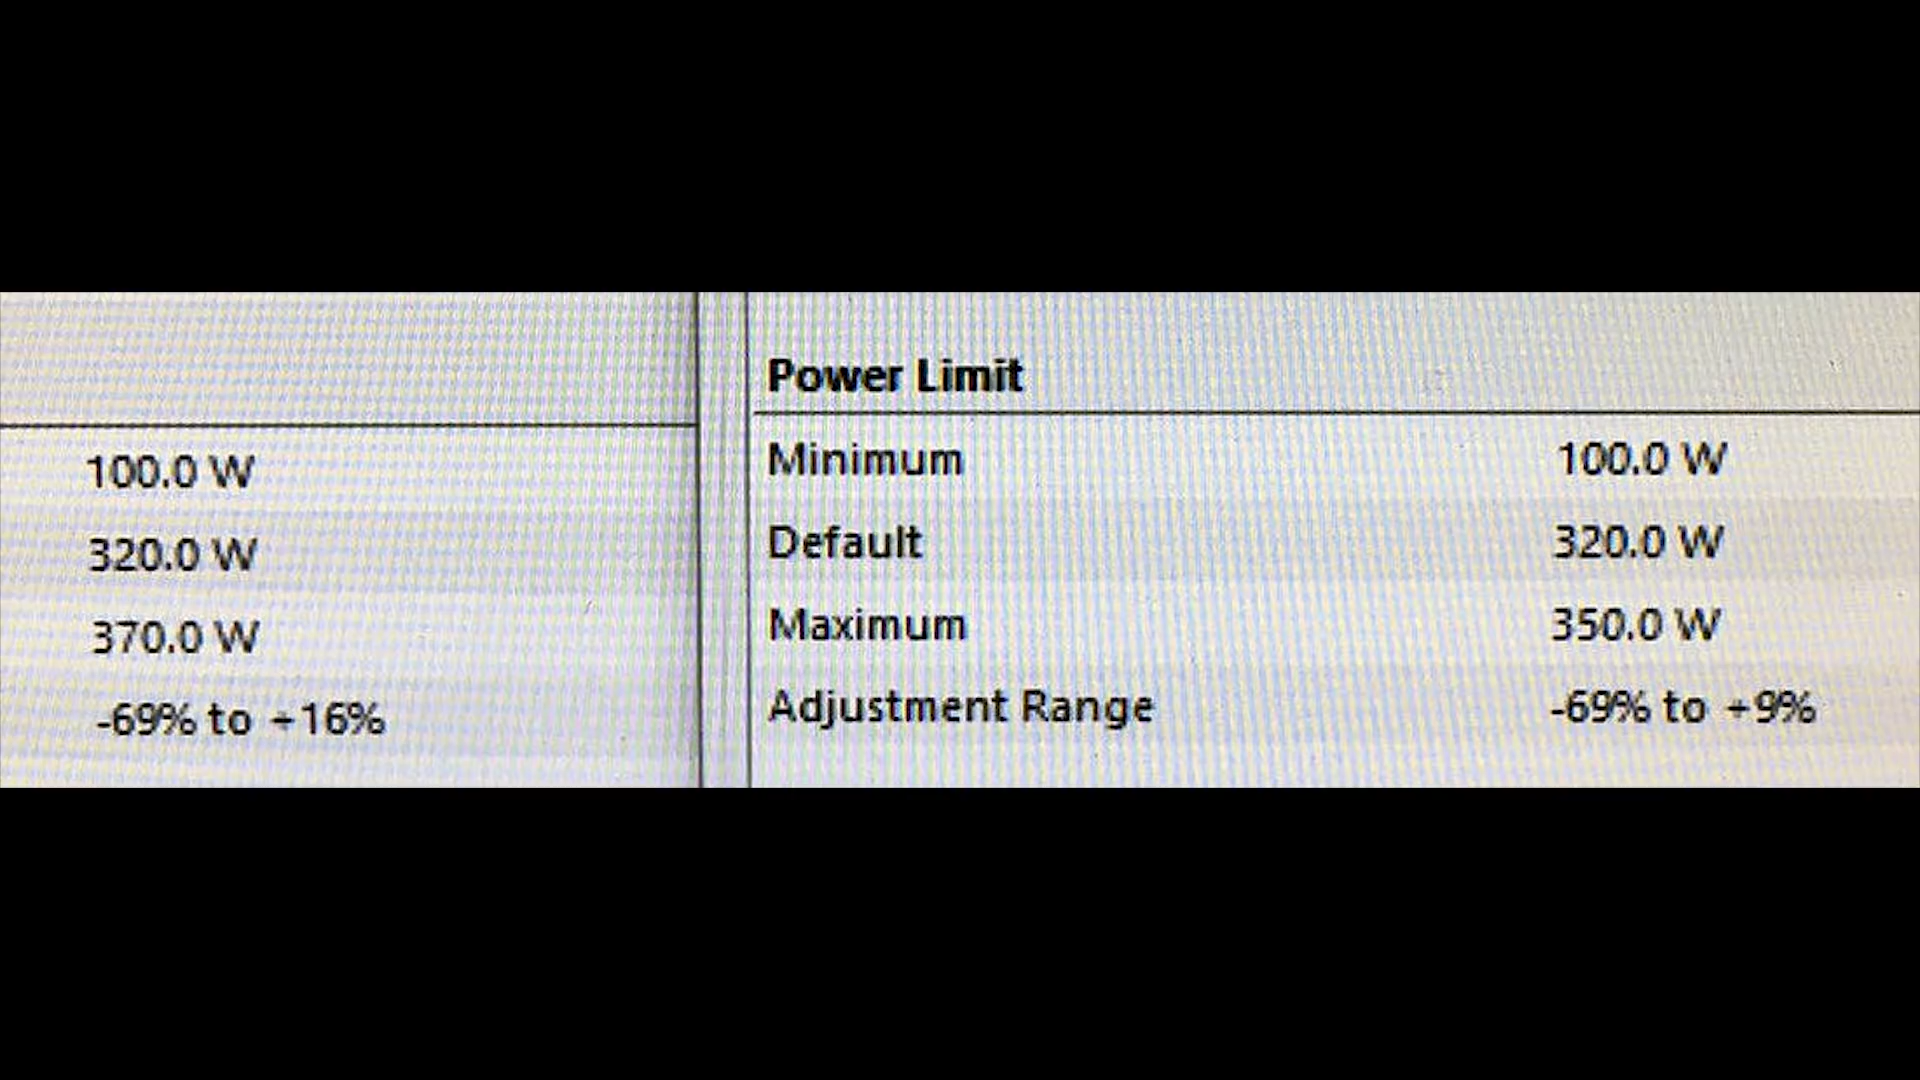 100.0 W
320.0 W
370.0 W
-69% to +16%
Power Limit
Minimum 100.0 W
Default 320.0 W
Maximum 350.0 W
Adjustment Range -69% to +9%